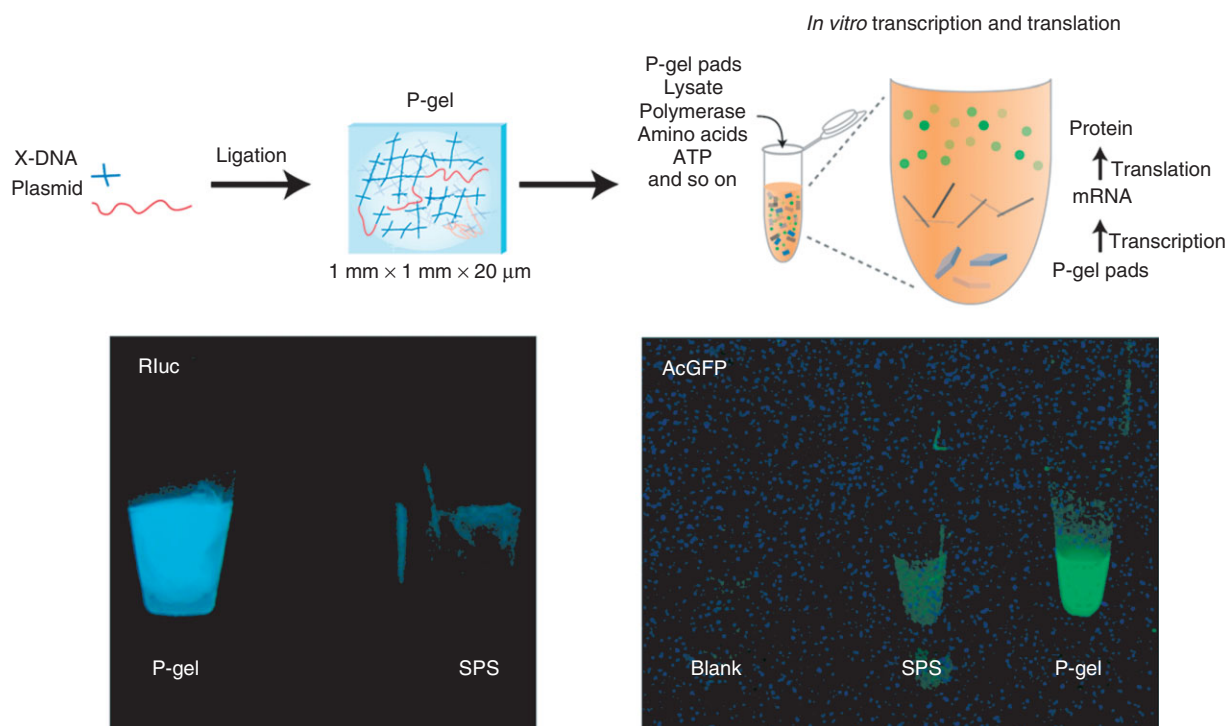 In vitro transcription and translation
P-gel pads
Lysate
Polymerase
Amino acids
ATP
and so on
P-gel
X-DNA
Plasmid
Ligation
1 mm × 1 mm × 20 μm
Protein
Translation
mRNA
Transcription
P-gel pads
Rluc
P-gel
SPS
AcGFP
Blank
SPS
P-gel